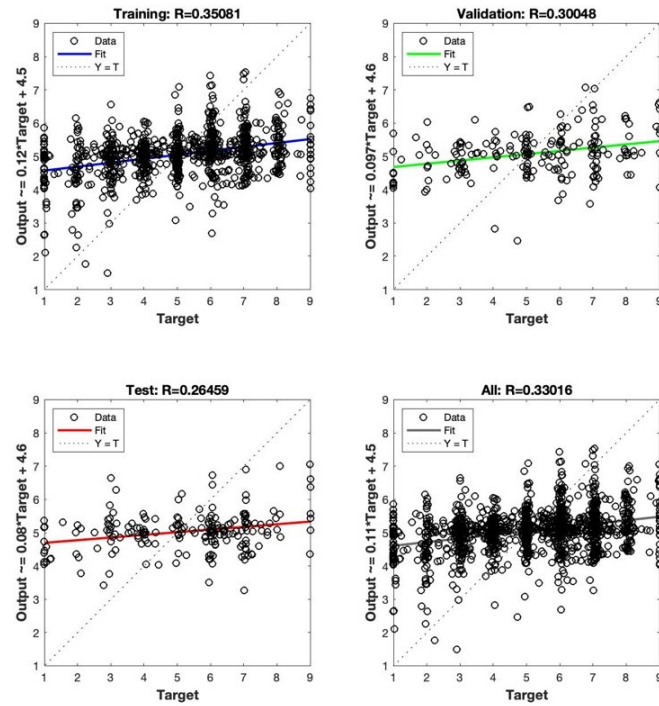 Training: R=0.35081
Output ~= 0.12*Target + 4.5
9
8
7
6
5
4
3
2
1
Data
Fit
Y = T
1 2 3 4 5 6 7 8 9
Target
Validation: R=0.30048
Output ~= 0.097*Target + 4.6
9
8
7
6
5
4
3
2
1
Data
Fit
Y = T
1 2 3 4 5 6 7 8 9
Target
Test: R=0.26459
Output ~= 0.08*Target + 4.6
9
8
7
6
5
4
3
2
1
Data
Fit
Y = T
1 2 3 4 5 6 7 8 9
Target
All: R=0.33016
Output ~= 0.11*Target + 4.5
9
8
7
6
5
4
3
2
1
Data
Fit
Y = T
1 2 3 4 5 6 7 8 9
Target